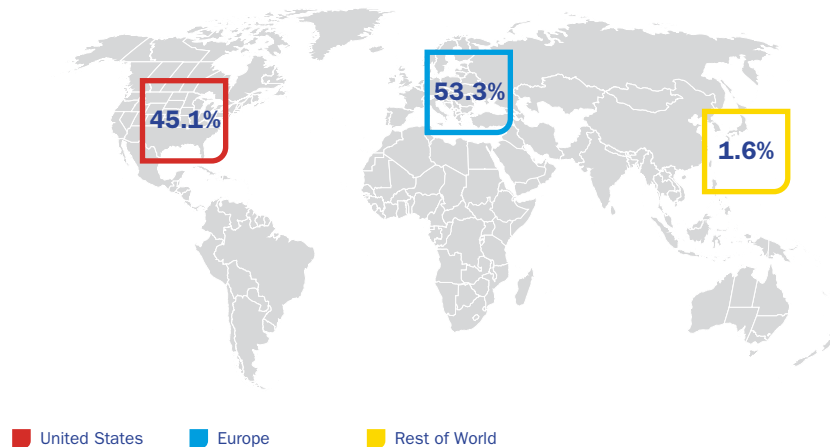 53.3%
45.1%
1.6%
United States
Europe
Rest of World